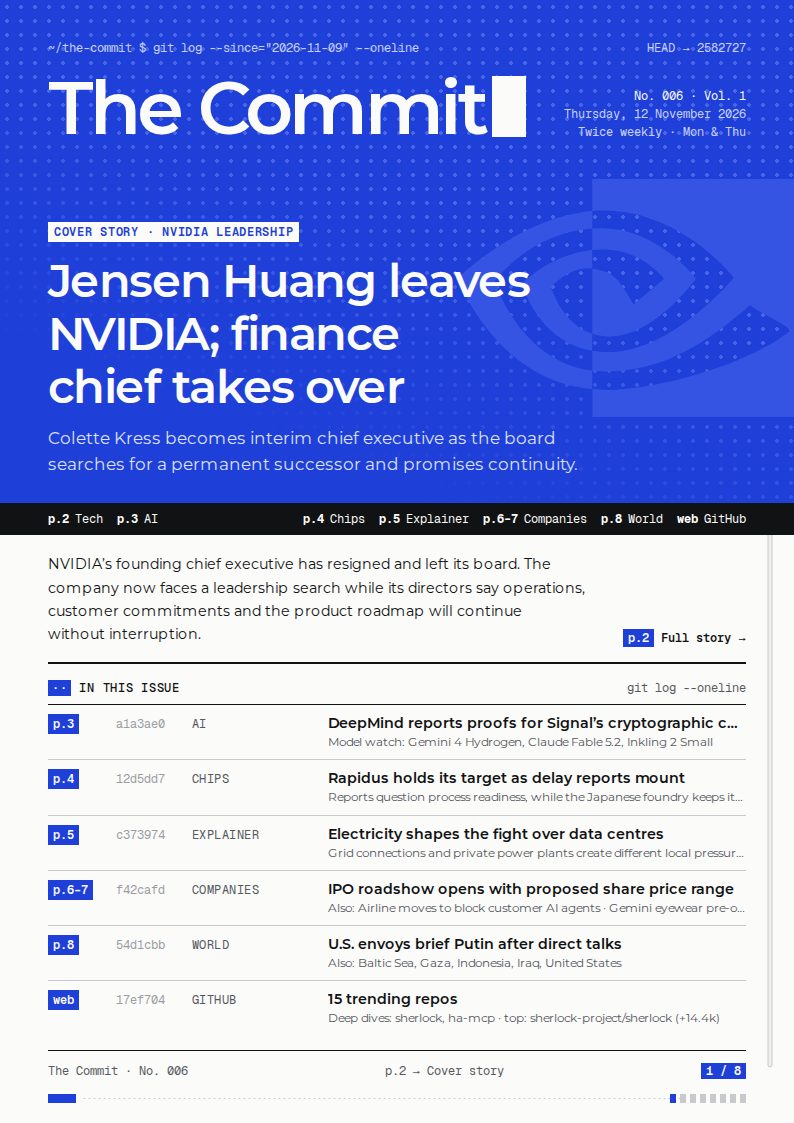 ~/the-commit $ git log --since="2026-11-09" --oneline
HEAD → 2582727
The Commit
No. 006 · Vol. 1
Thursday, 12 November 2026
Twice weekly · Mon & Thu
COVER STORY · NVIDIA LEADERSHIP
Jensen Huang leaves
NVIDIA; finance
chief takes over
Colette Kress becomes interim chief executive as the board
searches for a permanent successor and promises continuity.
p.2 Tech p.3 AI p.4 Chips p.5 Explainer p.6–7 Companies p.8 World web GitHub
NVIDIA’s founding chief executive has resigned and left its board. The
company now faces a leadership search while its directors say operations,
customer commitments and the product roadmap will continue
without interruption.
p.2 Full story →
·· IN THIS ISSUE
git log --oneline
p.3 a1a3ae0 AI DeepMind reports proofs for Signal’s cryptographic c…
Model watch: Gemini 4 Hydrogen, Claude Fable 5.2, Inkling 2 Small
p.4 12d5dd7 CHIPS Rapidus holds its target as delay reports mount
Reports question process readiness, while the Japanese foundry keeps it…
p.5 c373974 EXPLAINER Electricity shapes the fight over data centres
Grid connections and private power plants create different local pressur…
p.6–7 f42cafd COMPANIES IPO roadshow opens with proposed share price range
Also: Airline moves to block customer AI agents · Gemini eyewear pre-o…
p.8 54d1cbb WORLD U.S. envoys brief Putin after direct talks
Also: Baltic Sea, Gaza, Indonesia, Iraq, United States
web 17ef704 GITHUB 15 trending repos
Deep dives: sherlock, ha-mcp · top: sherlock-project/sherlock (+14.4k)
The Commit · No. 006
p.2 → Cover story
1 / 8